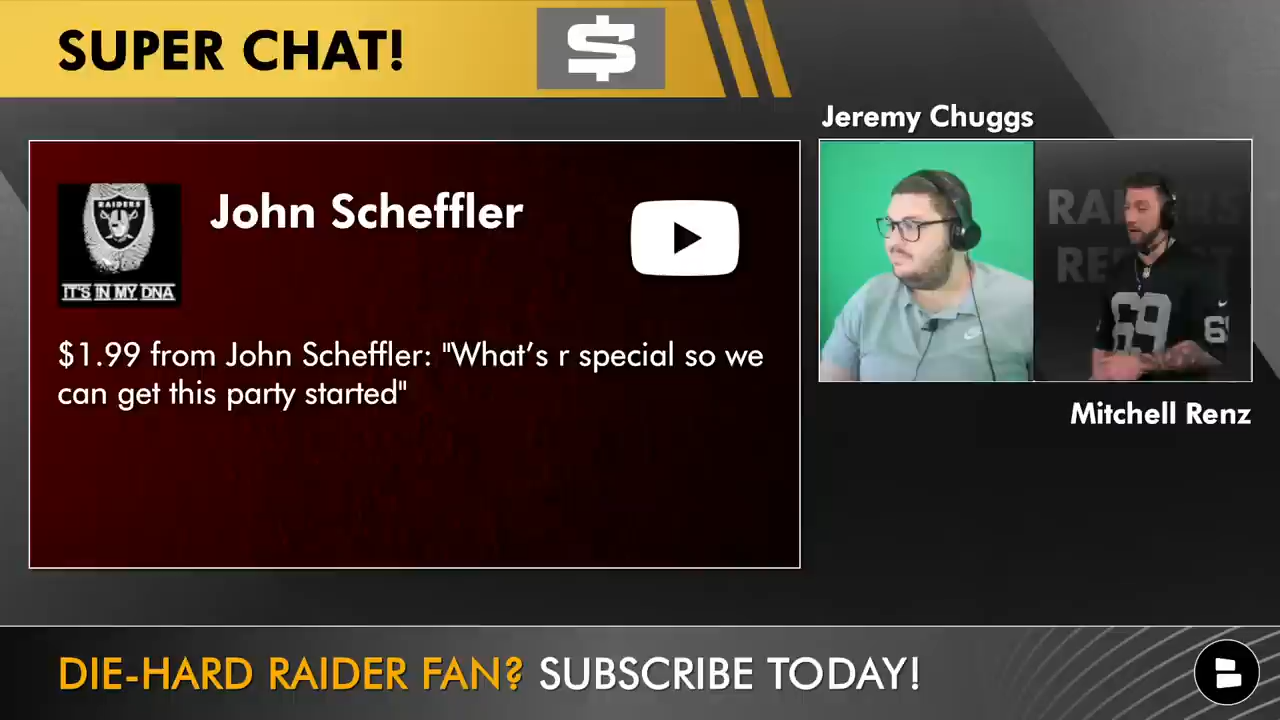 SUPER CHAT!
$
Jeremy Chuggs
RAIDERS
IT'S IN MY DNA
John Scheffler
$1.99 from John Scheffler: "What's r special so we
can get this party started"
69
6
Mitchell Renz
DIE-HARD RAIDER FAN? SUBSCRIBE TODAY!